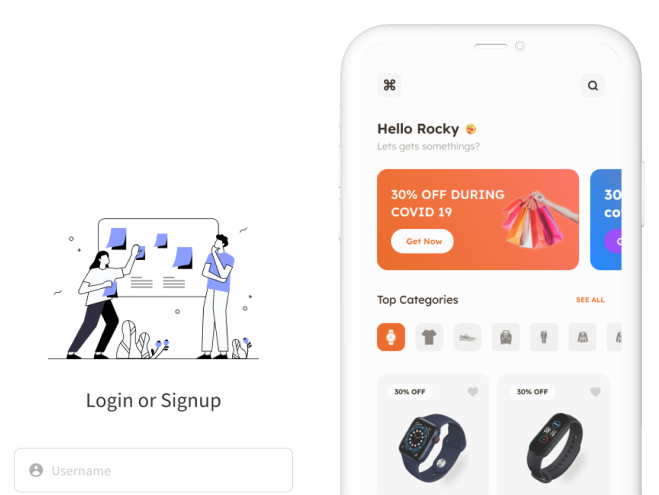 Login or Signup
Username
Hello Rocky
Lets gets somethings?
30% OFF DURING
COVID 19
Get Now
30
Top Categories
SEE ALL
30% OFF
30% OFF